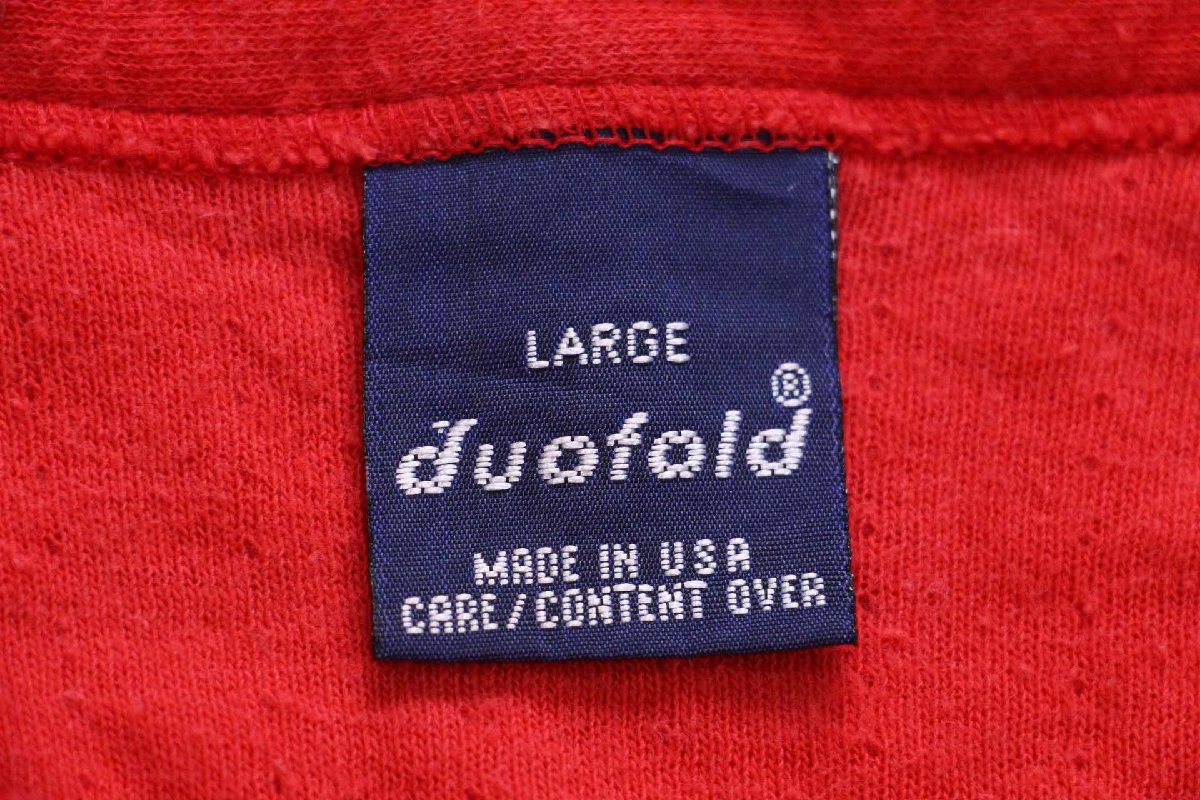 LARGE
duofold®
MADE IN USA
CARE/CONTENT OVER